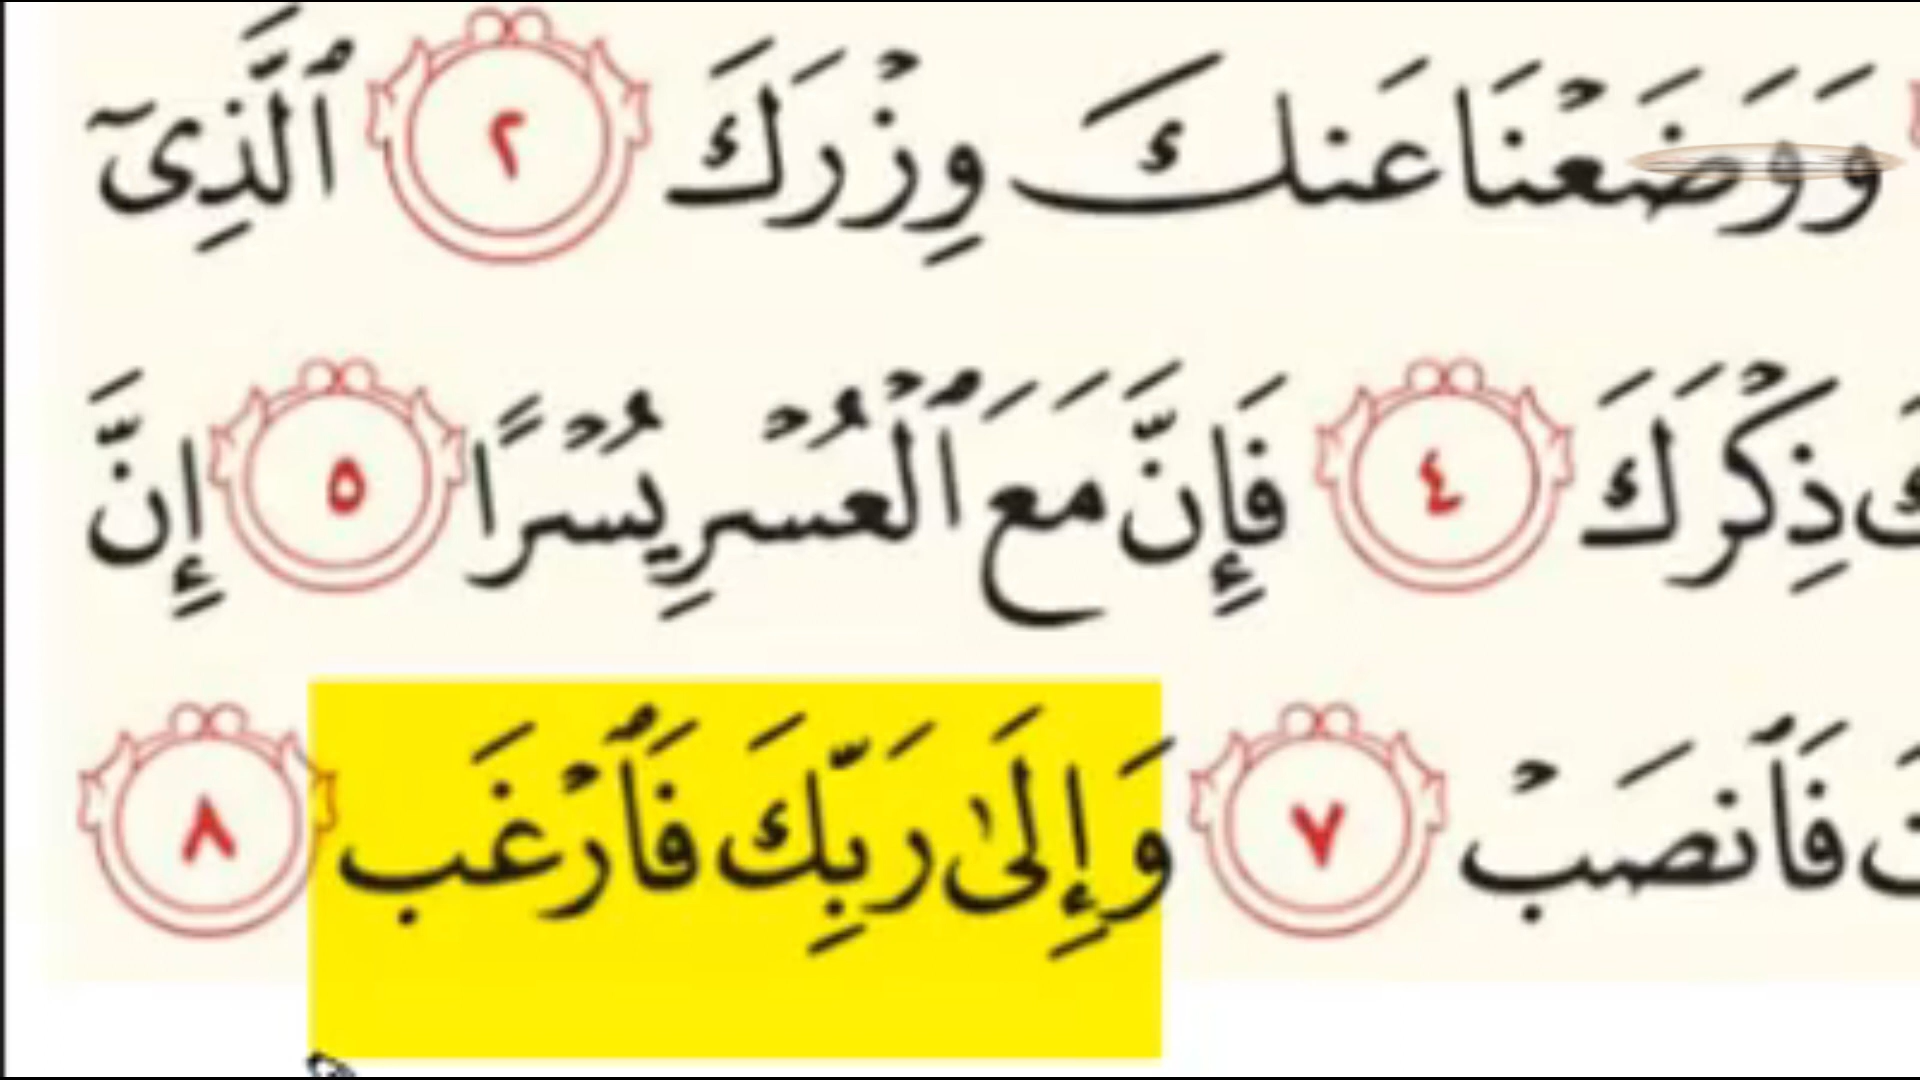 وَوَضَعۡنَا عَنكَ وِزۡرَكَ ٢ ٱلَّذِىٓ
ذِكۡرَكَ ٤ فَإِنَّ مَعَ ٱلۡعُسۡرِ يُسۡرًا ٥ إِنَّ
فَٱنصَبۡ ٧ وَإِلَىٰ رَبِّكَ فَٱرۡغَب ٨